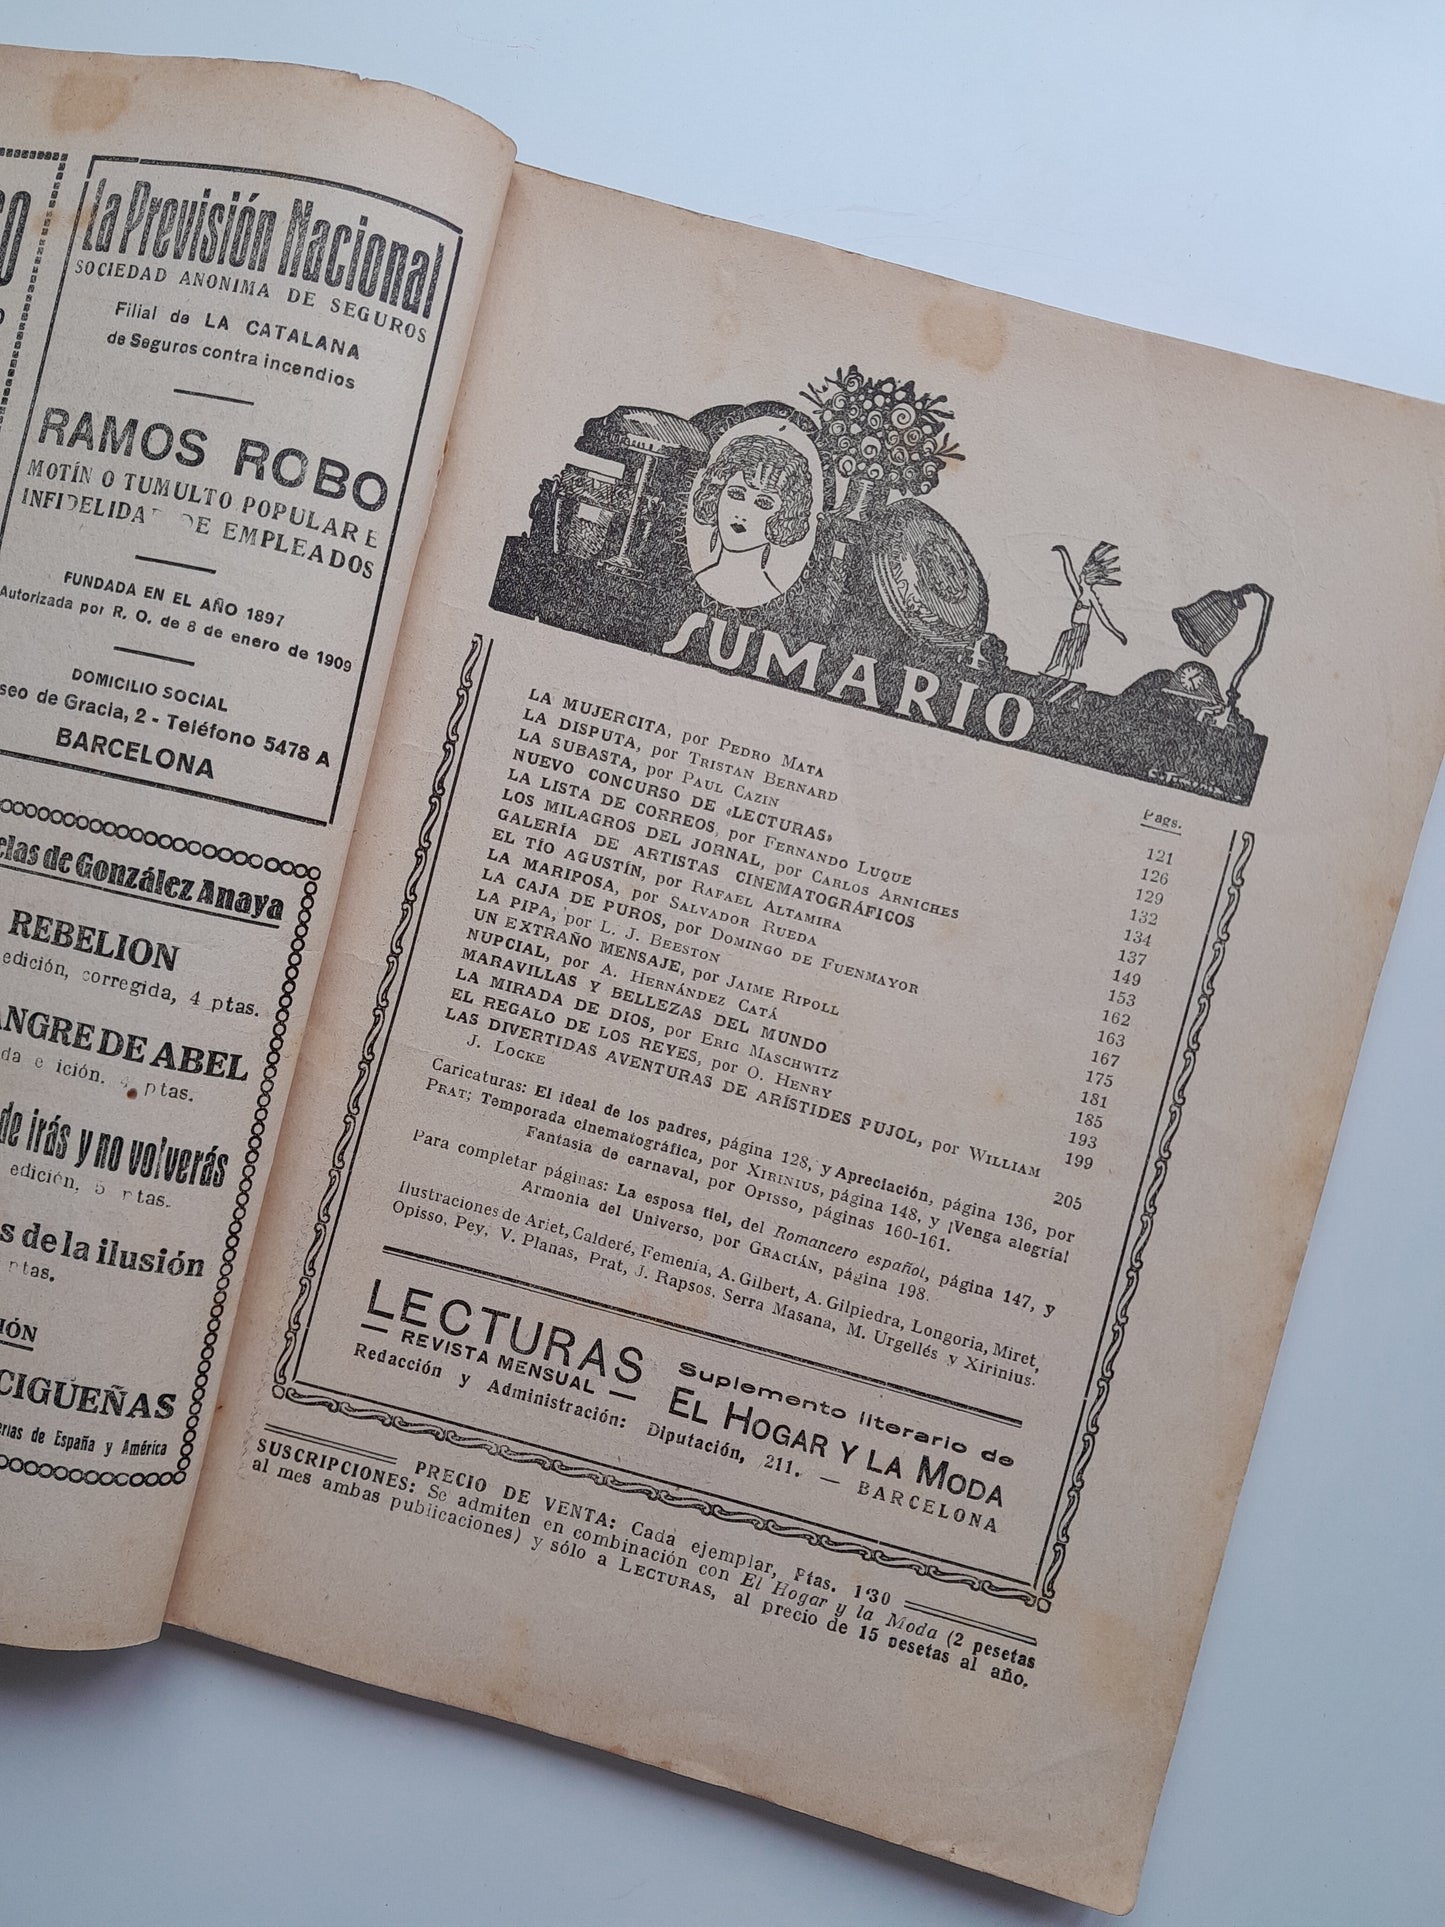 La Previsión Nacional
SOCIEDAD ANONIMA DE SEGUROS
Filial de LA CATALANA
de Seguros contra incendios
RAMOS ROBO
MOTÍN O TUMULTO POPULAR E
INFIDELIDA DE EMPLEADOS
FUNDADA EN EL AÑO 1897
Autorizada por R. O. de 8 de enero de 1909
DOMICILIO SOCIAL
seo de Gracia, 2 - Teléfono 5478 A
BARCELONA
elas de González Anaya
REBELION
edición, corregida, 4 ptas.
ANGRE DE ABEL
da e ición. 4 ptas.
de irás y no volverás
edición, 5 ptas.
s de la ilusión
ptas.
IÓN
CIGÜEÑAS
erias de España y América
SUMARIO
Págs.
LA MUJERCITA, por PEDRO MATA 121
LA DISPUTA, por TRISTAN BERNARD 126
LA SUBASTA, por PAUL CAZIN 129
NUEVO CONCURSO DE «LECTURAS» 132
LA LISTA DE CORREOS, por FERNANDO LUQUE 134
LOS MILAGROS DEL JORNAL, por CARLOS ARNICHES 137
GALERÍA DE ARTISTAS CINEMATOGRÁFICOS 149
EL TÍO AGUSTÍN, por RAFAEL ALTAMIRA 153
LA MARIPOSA, por SALVADOR RUEDA 162
LA CAJA DE PUROS, por DOMINGO DE FUENMAYOR 163
LA PIPA, por L. J. BEESTON 167
UN EXTRAÑO MENSAJE, por JAIME RIPOLL 175
NUPCIAL, por A. HERNÁNDEZ CATÁ 181
MARAVILLAS Y BELLEZAS DEL MUNDO 185
LA MIRADA DE DIOS, por ERIC MASCHWITZ 193
EL REGALO DE LOS REYES, por O. HENRY 199
LAS DIVERTIDAS AVENTURAS DE ARÍSTIDES PUJOL, por WILLIAM
J. LOCKE 205
Caricaturas: El ideal de los padres, página 128, y Apreciación, página 136, por
PRAT; Temporada cinematográfica, por XIRINIUS, página 148, y ¡Venga alegría!
Fantasía de carnaval, por OPISSO, páginas 160-161.
Para completar páginas: La esposa fiel, del Romancero español, página 147, y
Armonía del Universo, por GRACIÁN, página 198.
Ilustraciones de Ariet, Calderé, Femenía, A. Gilbert, A. Gilpiedra, Longoria, Miret,
Opisso, Pey, V. Planas, Prat, J. Rapsos, Serra Masana, M. Urgellés y Xirinius.
LECTURAS
— REVISTA MENSUAL —
Suplemento literario de
EL HOGAR Y LA MODA
Redacción y Administración: Diputación, 211. — BARCELONA
PRECIO DE VENTA: Cada ejemplar, Ptas. 1'30
SUSCRIPCIONES: Se admiten en combinación con El Hogar y la Moda (2 pesetas
al mes ambas publicaciones) y sólo a LECTURAS, al precio de 15 pesetas al año.